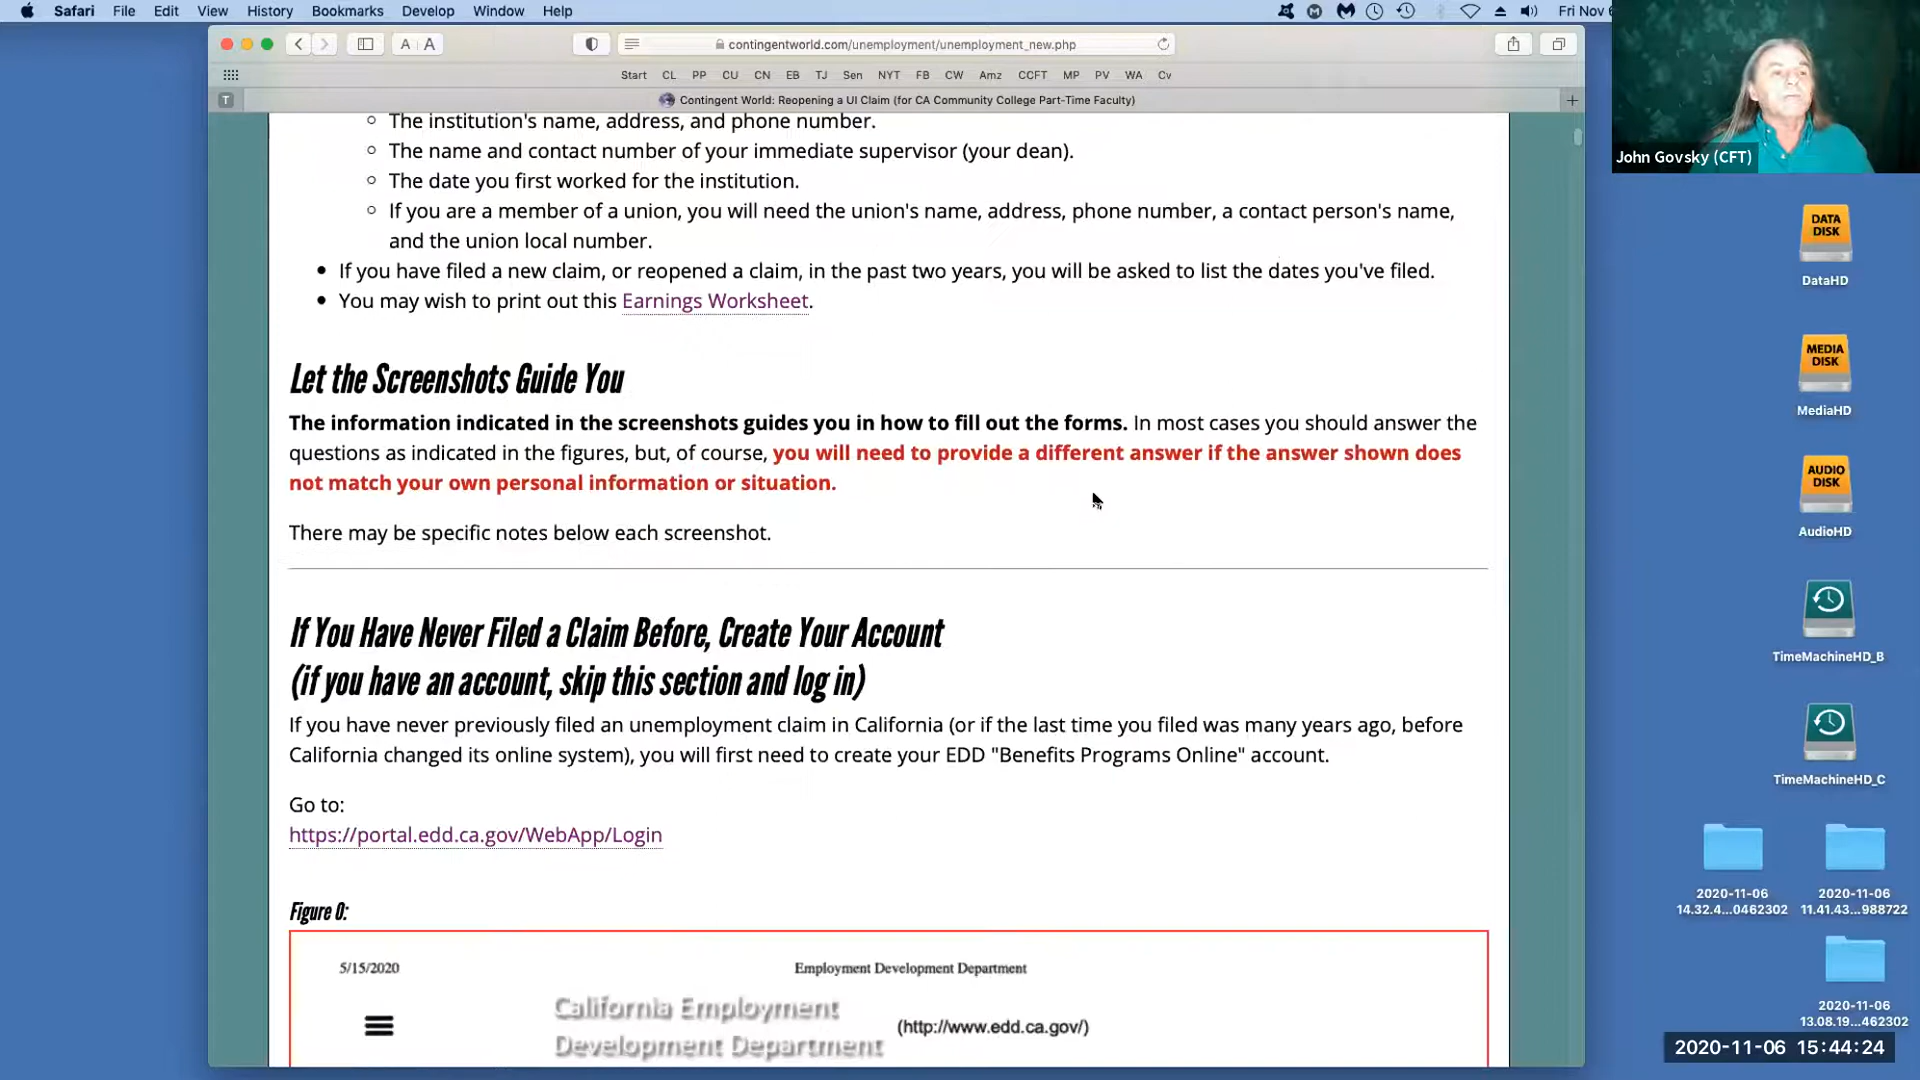 Safari File Edit View History Bookmarks Develop Window Help
Fri Nov 6
A A
contingentworld.com/unemployment/unemployment_new.php
Start CL PP CU CN EB TJ Sen NYT FB CW Amz CCFT MP PV WA Cv
T
Contingent World: Reopening a UI Claim (for CA Community College Part-Time Faculty)
The institution's name, address, and phone number.
The name and contact number of your immediate supervisor (your dean).
The date you first worked for the institution.
If you are a member of a union, you will need the union's name, address, phone number, a contact person's name,
and the union local number.
If you have filed a new claim, or reopened a claim, in the past two years, you will be asked to list the dates you've filed.
You may wish to print out this Earnings Worksheet.
Let the Screenshots Guide You
The information indicated in the screenshots guides you in how to fill out the forms. In most cases you should answer the
questions as indicated in the figures, but, of course, you will need to provide a different answer if the answer shown does
not match your own personal information or situation.
There may be specific notes below each screenshot.
If You Have Never Filed a Claim Before, Create Your Account
(if you have an account, skip this section and log in)
If you have never previously filed an unemployment claim in California (or if the last time you filed was many years ago, before
California changed its online system), you will first need to create your EDD "Benefits Programs Online" account.
Go to:
https://portal.edd.ca.gov/WebApp/Login
Figure 0:
5/15/2020
Employment Development Department
California Employment
Development Department
(http://www.edd.ca.gov/)
John Govsky (CFT)
DATA
DISK
DataHD
MEDIA
DISK
MediaHD
AUDIO
DISK
AudioHD
TimeMachineHD_B
TimeMachineHD_C
2020-11-06
14.32.4...0462302
2020-11-06
11.41.43...988722
2020-11-06
13.08.19...462302
2020-11-06 15:44:24